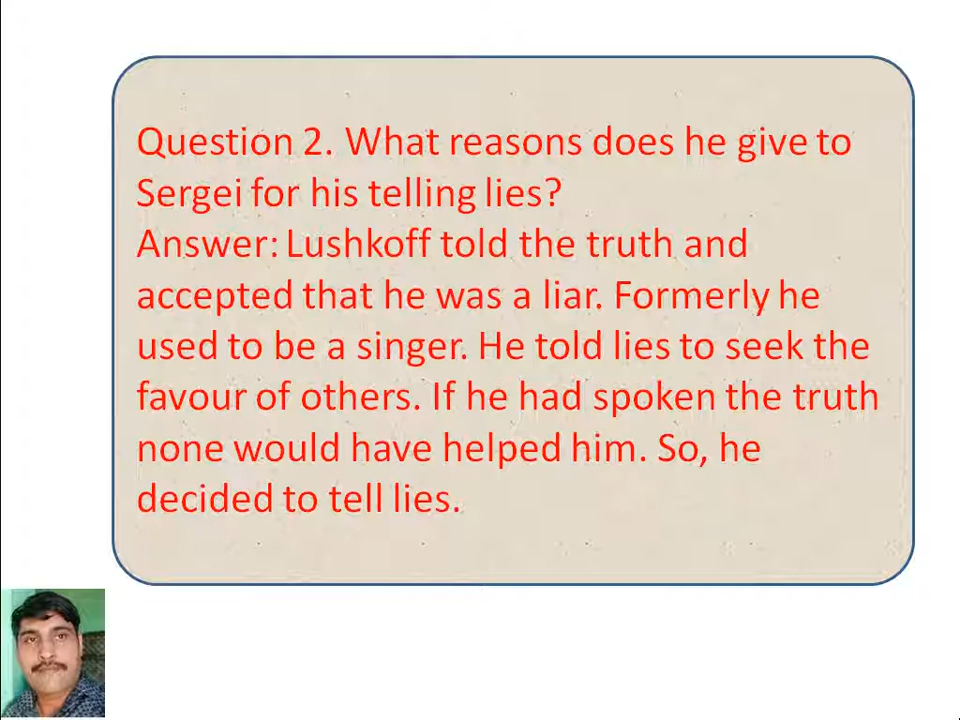 Question 2. What reasons does he give to
Sergei for his telling lies?
Answer: Lushkoff told the truth and
accepted that he was a liar. Formerly he
used to be a singer. He told lies to seek the
favour of others. If he had spoken the truth
none would have helped him. So, he
decided to tell lies.